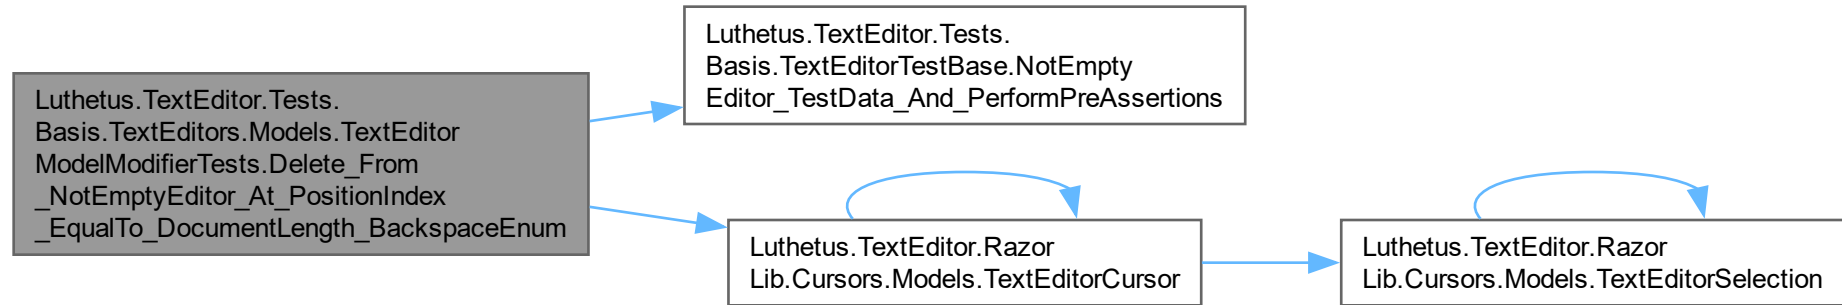 Luthetus.TextEditor.Tests.
Basis.TextEditors.Models.TextEditor
ModelModifierTests.Delete_From
_NotEmptyEditor_At_PositionIndex
_EqualTo_DocumentLength_BackspaceEnum
Luthetus.TextEditor.Tests.
Basis.TextEditorTestBase.NotEmpty
Editor_TestData_And_PerformPreAssertions
Luthetus.TextEditor.Razor
Lib.Cursors.Models.TextEditorCursor
Luthetus.TextEditor.Razor
Lib.Cursors.Models.TextEditorSelection